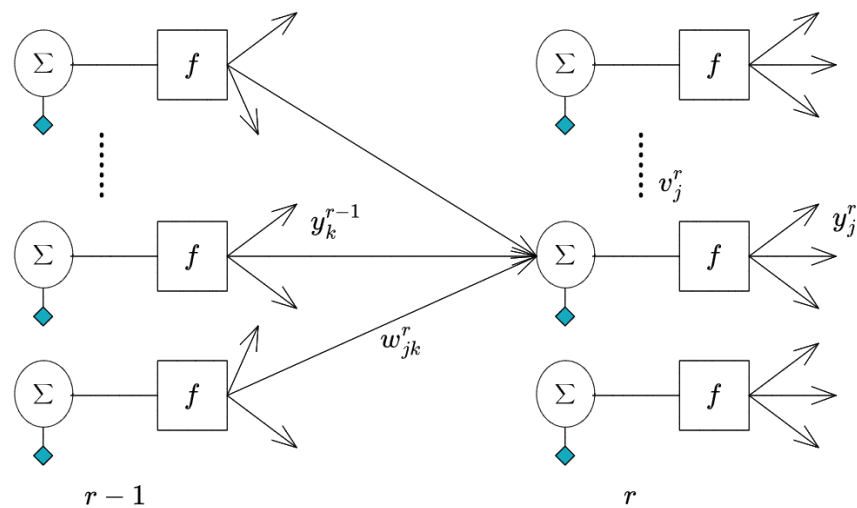 Σ f Σ f
v_j^r
y_k^{r-1} y_j^r
Σ f Σ f
w_{jk}^r
Σ f Σ f
r − 1 r